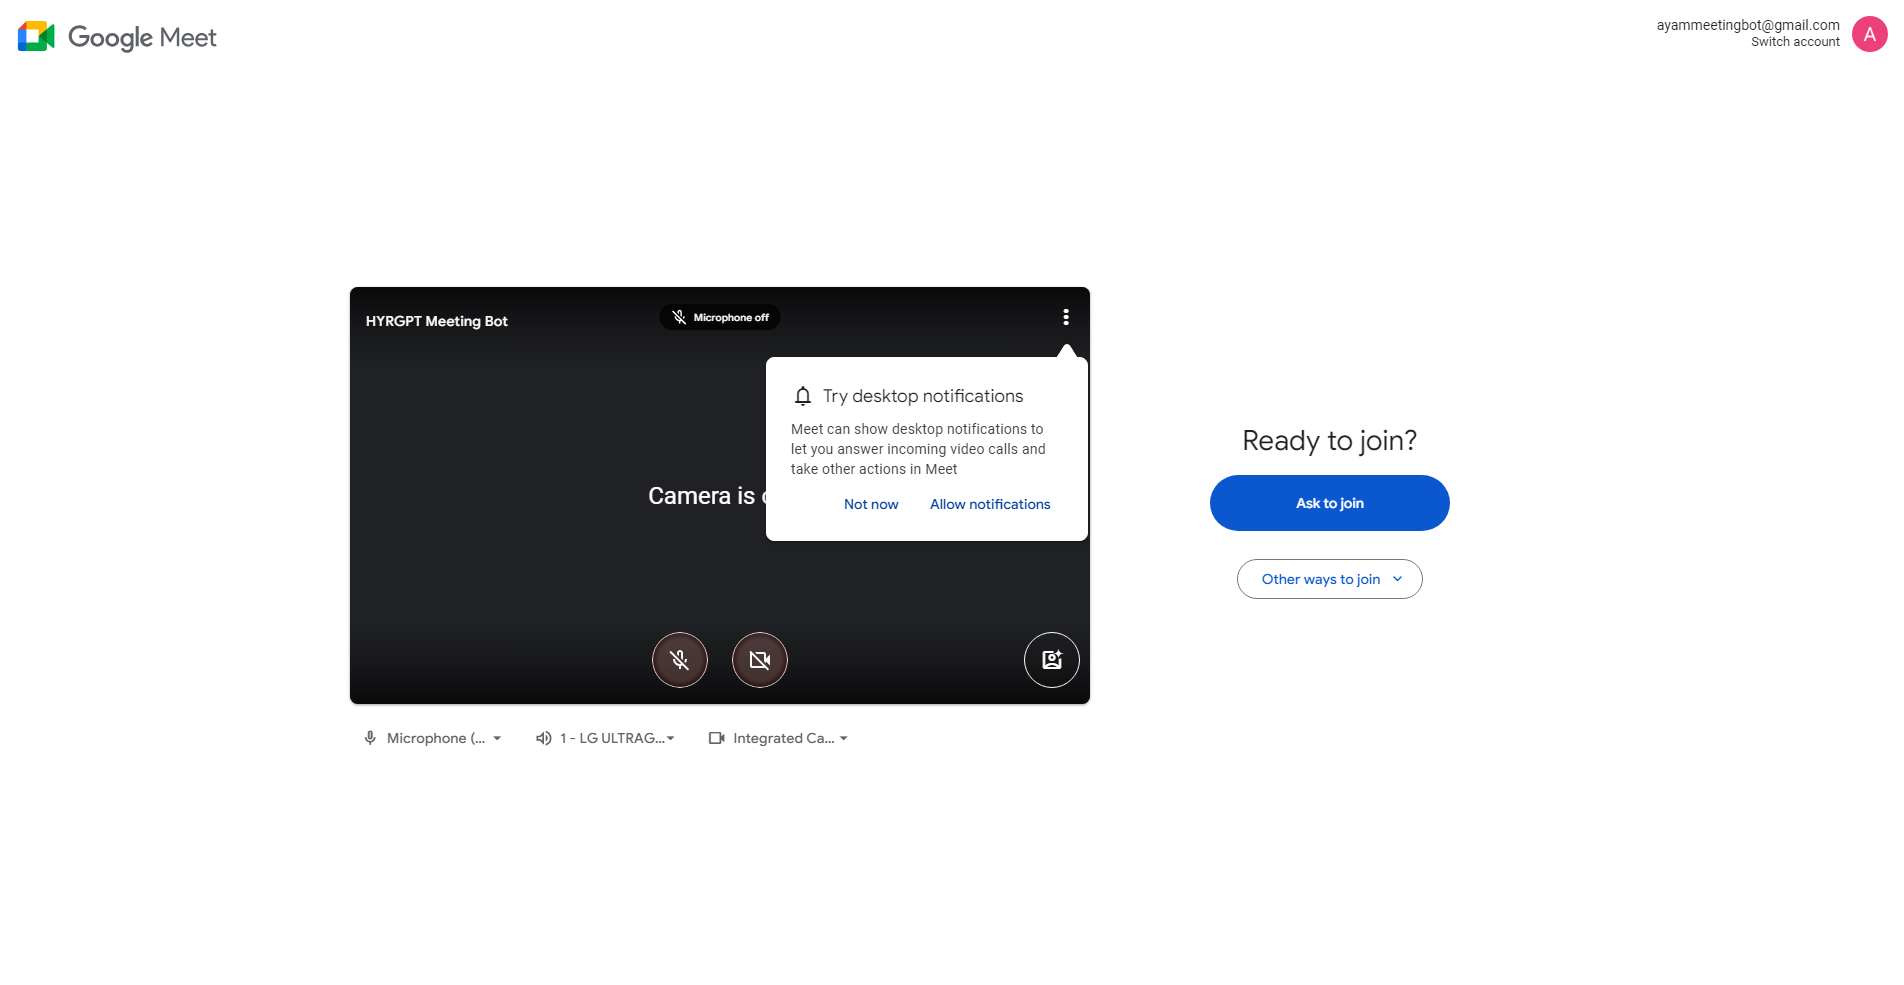 Google Meet
ayammeetingbot@gmail.com
Switch account
A
HYRGPT Meeting Bot
Microphone off
Try desktop notifications
Meet can show desktop notifications to
let you answer incoming video calls and
take other actions in Meet
Not now
Allow notifications
Camera is
Ready to join?
Ask to join
Other ways to join
Microphone (...
1 - LG ULTRAG...
Integrated Ca...